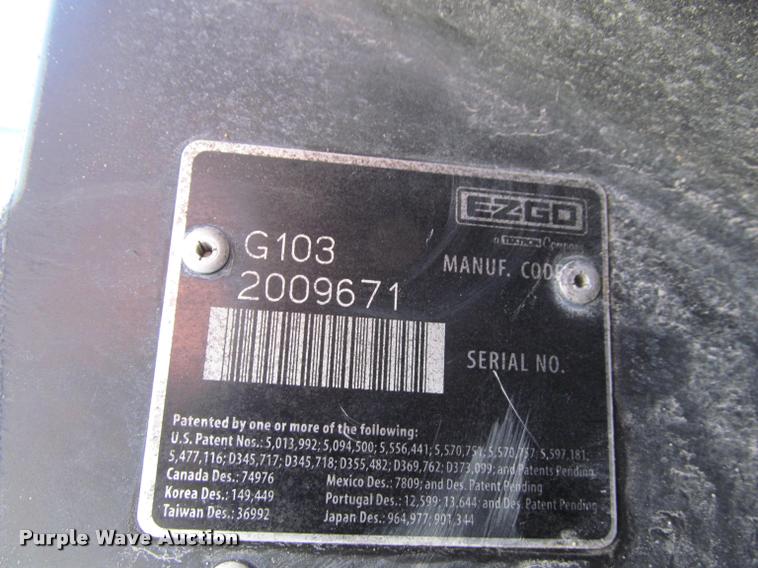 EZGO
a TEXTRON Company
G103
MANUF. CODE
2009671
SERIAL NO.
Patented by one or more of the following:
U.S. Patent Nos.: 5,013,992; 5,094,500; 5,556,441; 5,570,751; 5,570,757; 5,597,181;
5,477,116; D345,717; D345,718; D355,482; D369,762; D373,099; and Patents Pending
Canada Des.: 74976 Mexico Des.: 7809; and Des. Patent Pending
Korea Des.: 149,449 Portugal Des.: 12,599; 13,644; and Des. Patent Pending
Taiwan Des.: 36992 Japan Des.: 964,977; 901,344
Purple Wave Auction